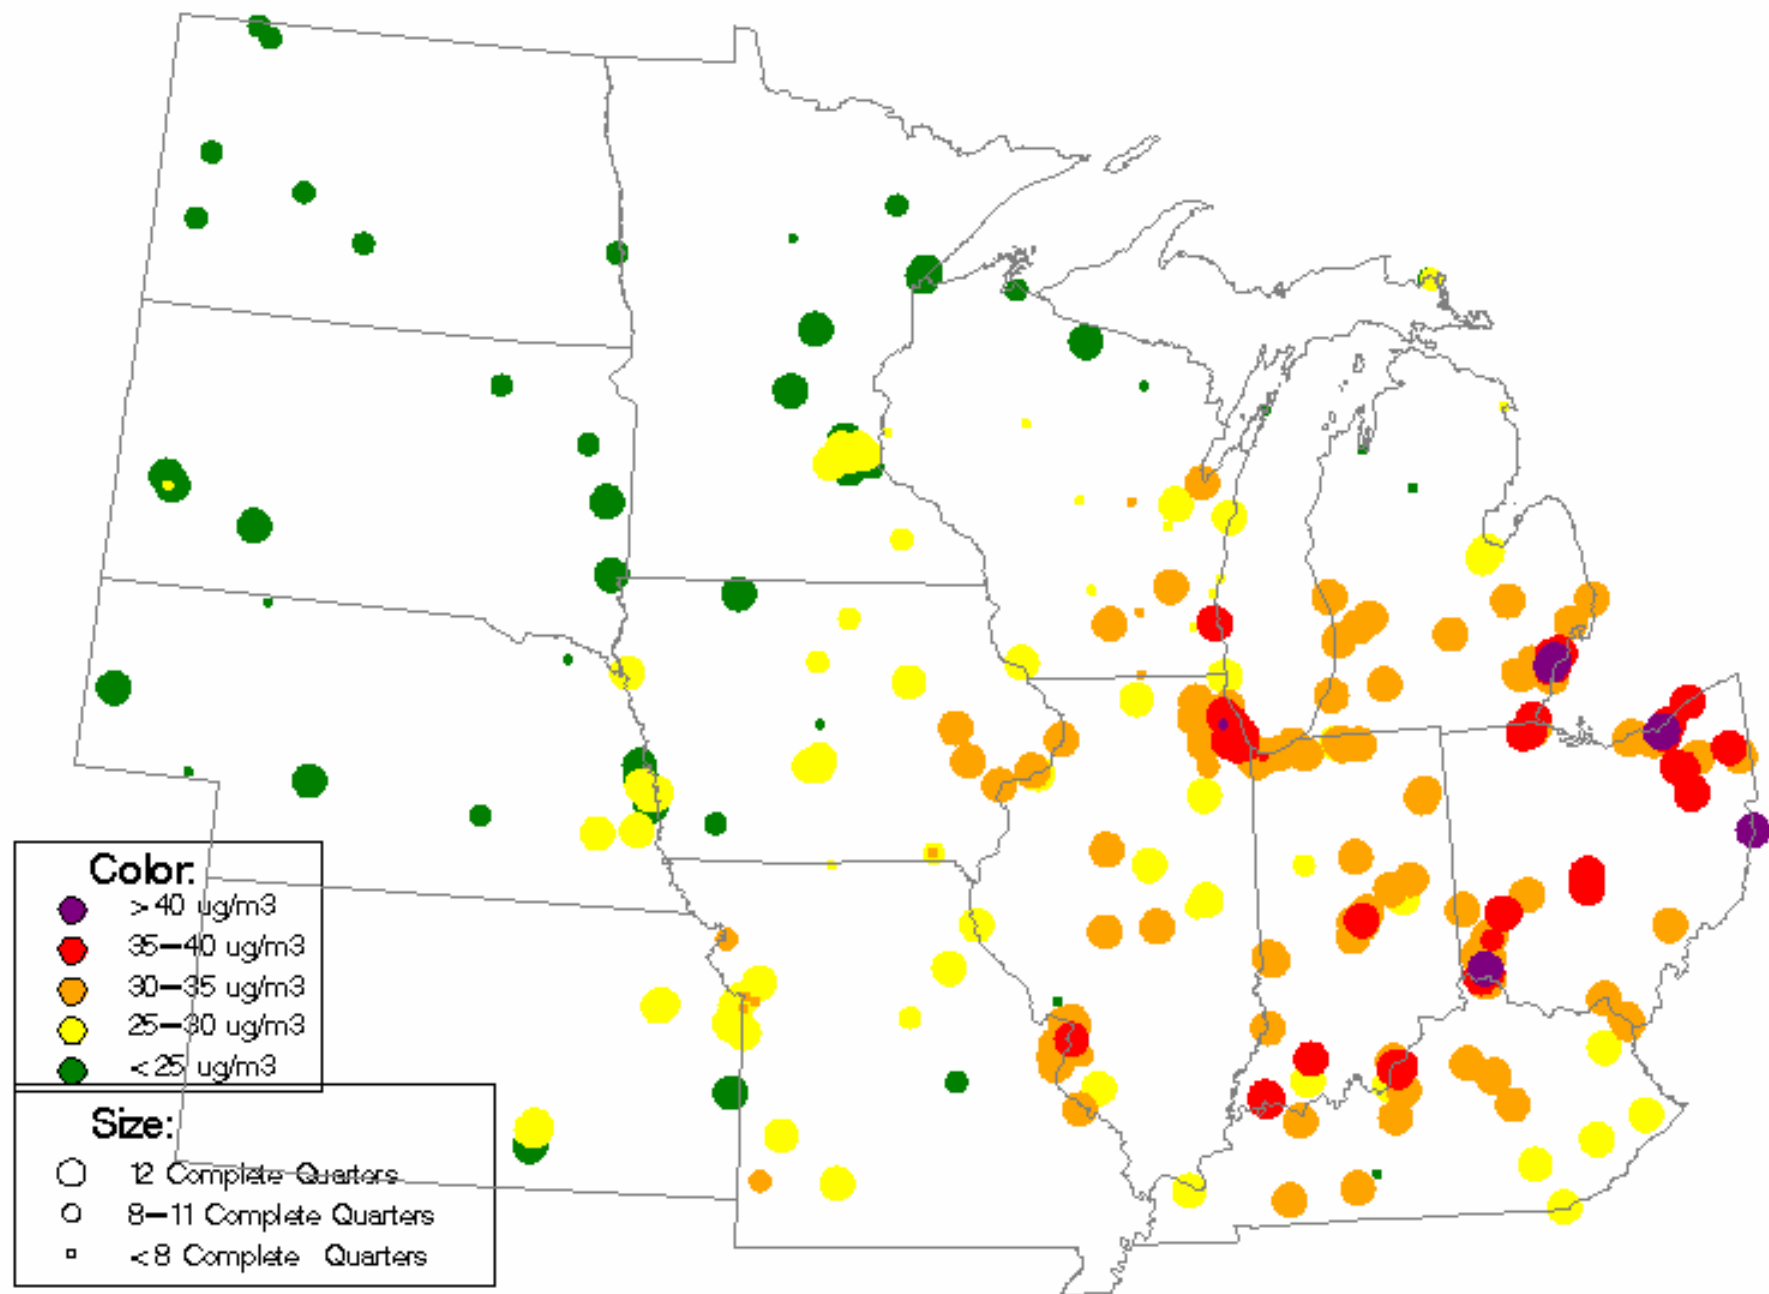 Color:
>40 ug/m3
35-40 ug/m3
30-35 ug/m3
25-30 ug/m3
<25 ug/m3
Size:
12 Complete Quarters
8-11 Complete Quarters
<8 Complete Quarters